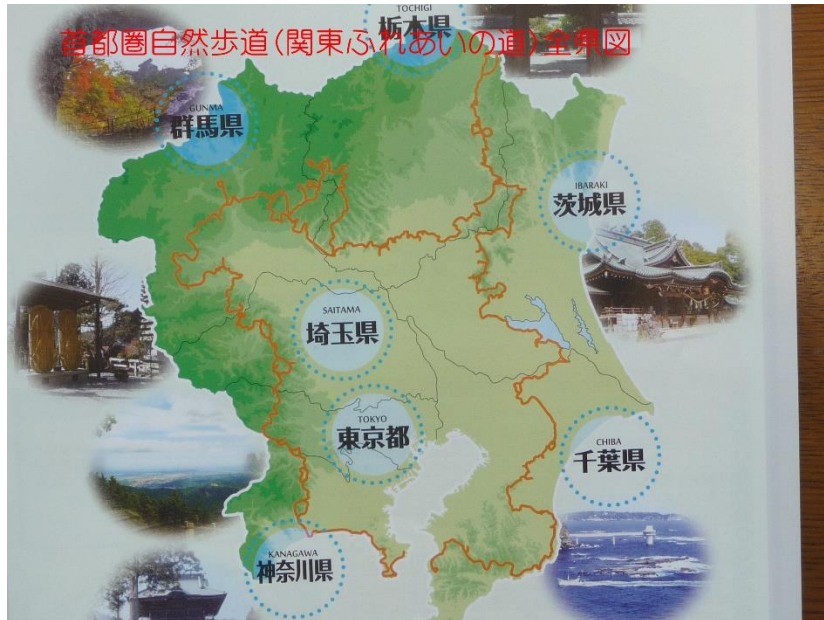 TOCHIGI
栃木県
首都圏自然歩道(関東ふれあいの道)全県図
GUNMA
群馬県
IBARAKI
茨城県
SAITAMA
埼玉県
TOKYO
東京都
CHIBA
千葉県
KANAGAWA
神奈川県